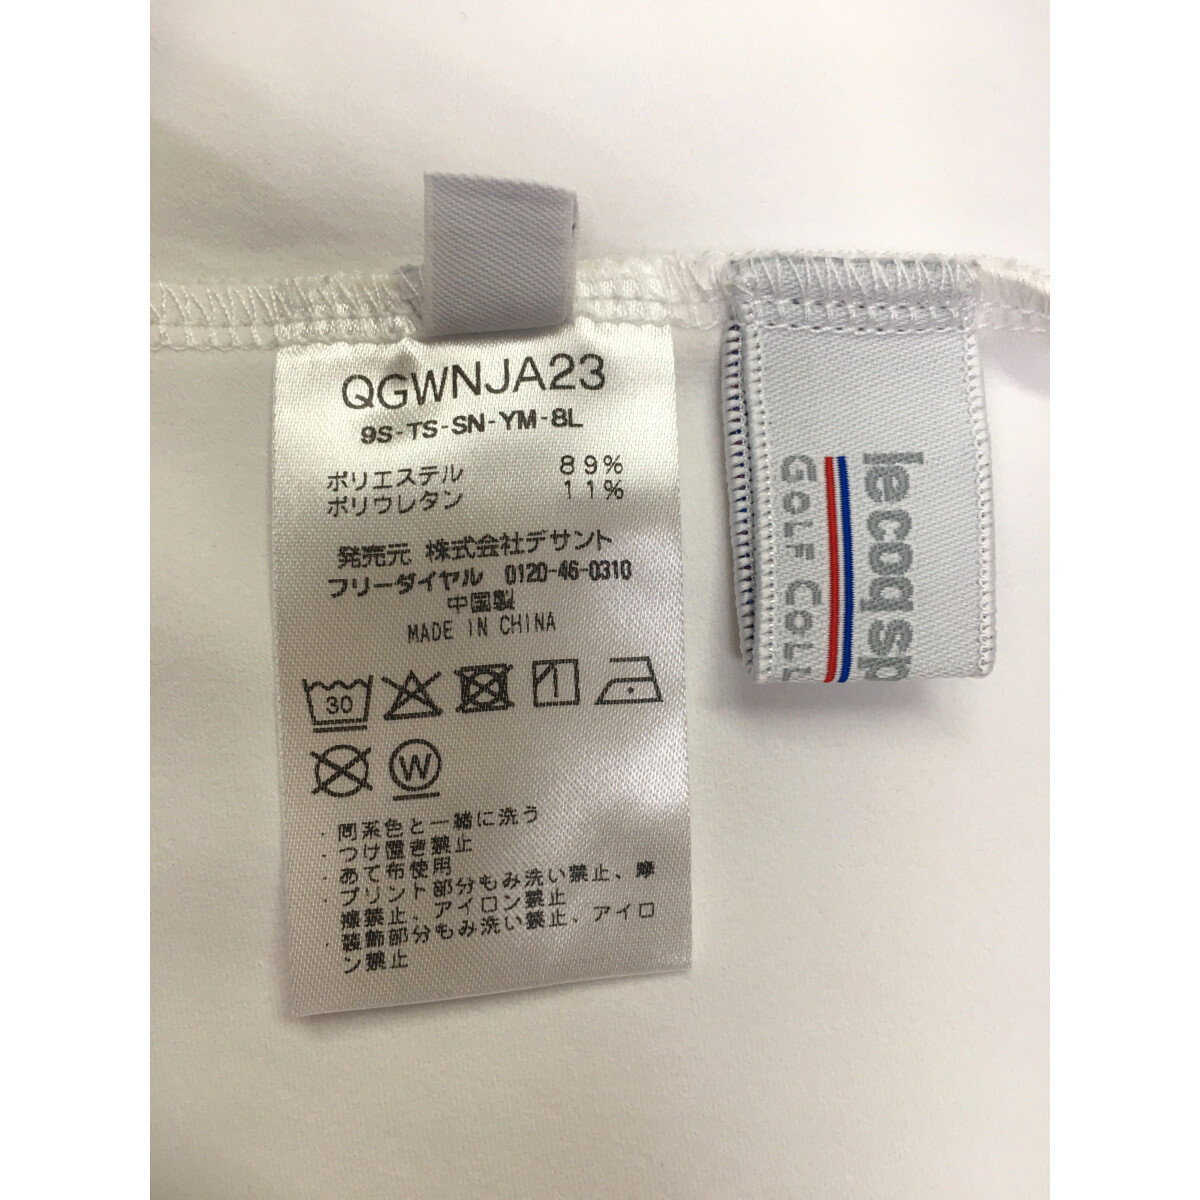 QGWNJA23
9S-TS-SN-YM-8L
ポリエステル 89%
ポリウレタン 11%
発売元 株式会社デサント
フリーダイヤル 0120-46-0310
中国製
MADE IN CHINA
30
1
W
・同系色と一緒に洗う
・つけ置き禁止
・あて布使用
・プリント部分もみ洗い禁止、摩
擦禁止、アイロン禁止
・装飾部分もみ洗い禁止、アイロ
ン禁止
le coq sp
GOLF COLL